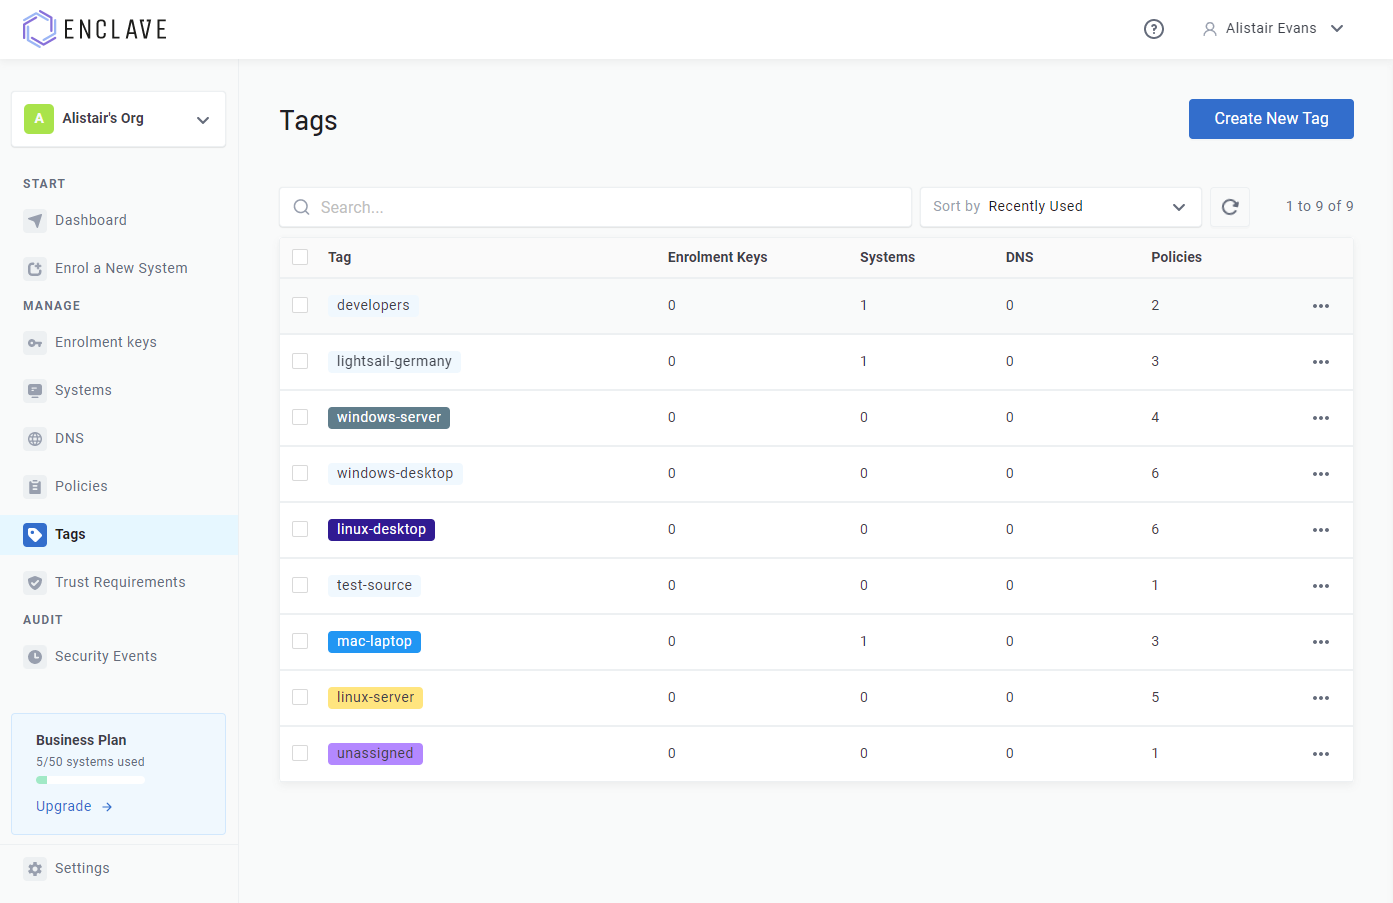 ENCLAVE
Alistair Evans
A Alistair's Org
START
Dashboard
Enrol a New System
MANAGE
Enrolment keys
Systems
DNS
Policies
Tags
Trust Requirements
AUDIT
Security Events
Business Plan
5/50 systems used
Upgrade →
Settings
Tags
Create New Tag
Search...
Sort by Recently Used
1 to 9 of 9
Tag Enrolment Keys Systems DNS Policies
developers 0 1 0 2
lightsail-germany 0 1 0 3
windows-server 0 0 0 4
windows-desktop 0 0 0 6
linux-desktop 0 0 0 6
test-source 0 0 0 1
mac-laptop 0 1 0 3
linux-server 0 0 0 5
unassigned 0 0 0 1